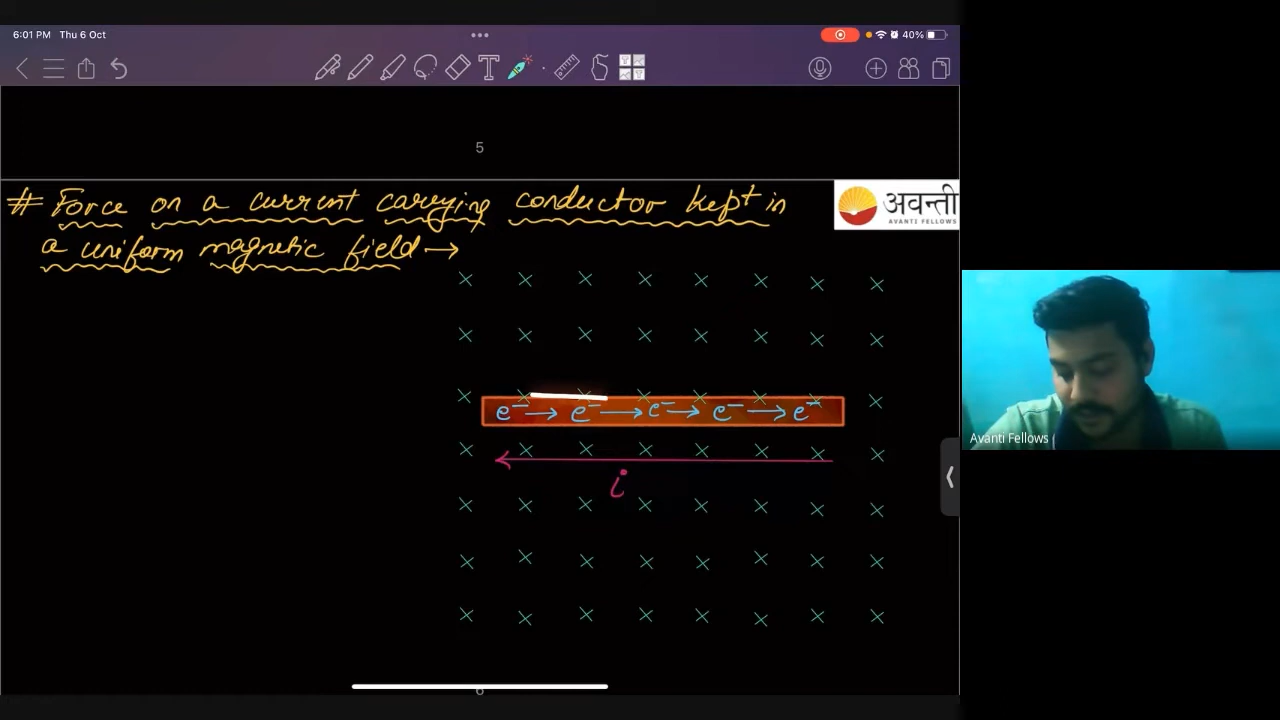 6:01 PM Thu 6 Oct
40%
5
# Force on a current carrying conductor kept in
a uniform magnetic field →
अवन्ती
AVANTI FELLOWS
× × × × × × × ×
× × × × × × × ×
× × × × × × × ×
e⁻ → e⁻ → e⁻ → e⁻ → e⁻
× × × × × × × ×
i
× × × × × × × ×
× × × × × × × ×
× × × × × × × ×
6
Avanti Fellows